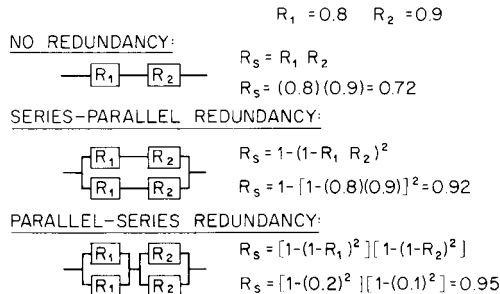 R₁ = 0.8 R₂ = 0.9
NO REDUNDANCY:
R₁ R₂
Rₛ = R₁ R₂
Rₛ = (0.8)(0.9) = 0.72
SERIES-PARALLEL REDUNDANCY:
R₁ R₂
Rₛ = 1-(1-R₁ R₂)²
R₁ R₂
Rₛ = 1-[1-(0.8)(0.9)]² = 0.92
PARALLEL-SERIES REDUNDANCY:
R₁ R₂
Rₛ = [1-(1-R₁)²][1-(1-R₂)²]
R₁ R₂
Rₛ = [1-(0.2)²][1-(0.1)²] = 0.95